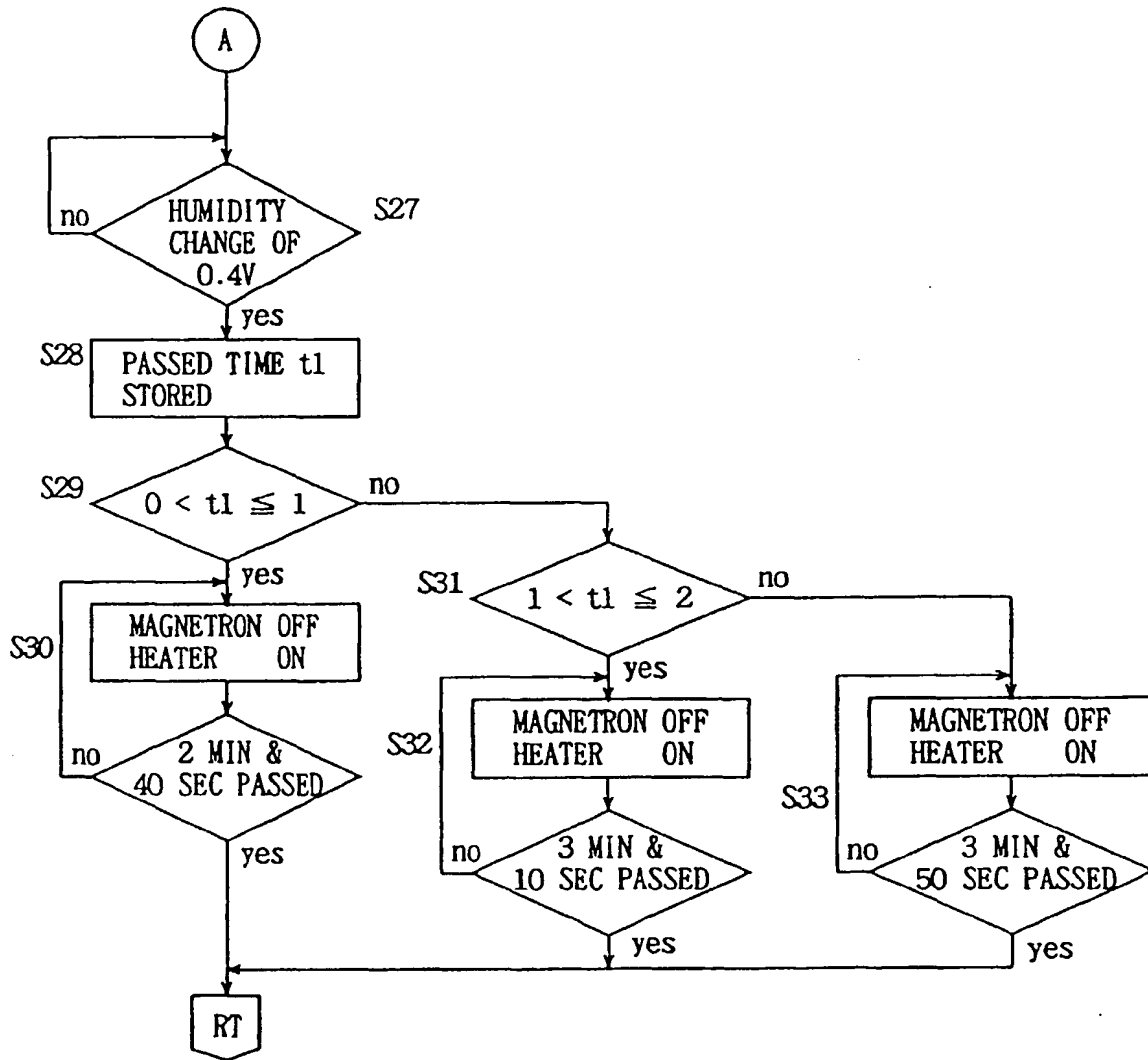 A
no
HUMIDITY
CHANGE OF
0.4V
S27
yes
S28
PASSED TIME t1
STORED
S29
0 < t1 ≦ 1
no
yes
S30
MAGNETRON OFF
HEATER ON
no
2 MIN &
40 SEC PASSED
yes
S31
1 < t1 ≦ 2
no
yes
S32
MAGNETRON OFF
HEATER ON
no
3 MIN &
10 SEC PASSED
yes
S33
MAGNETRON OFF
HEATER ON
no
3 MIN &
50 SEC PASSED
yes
RT